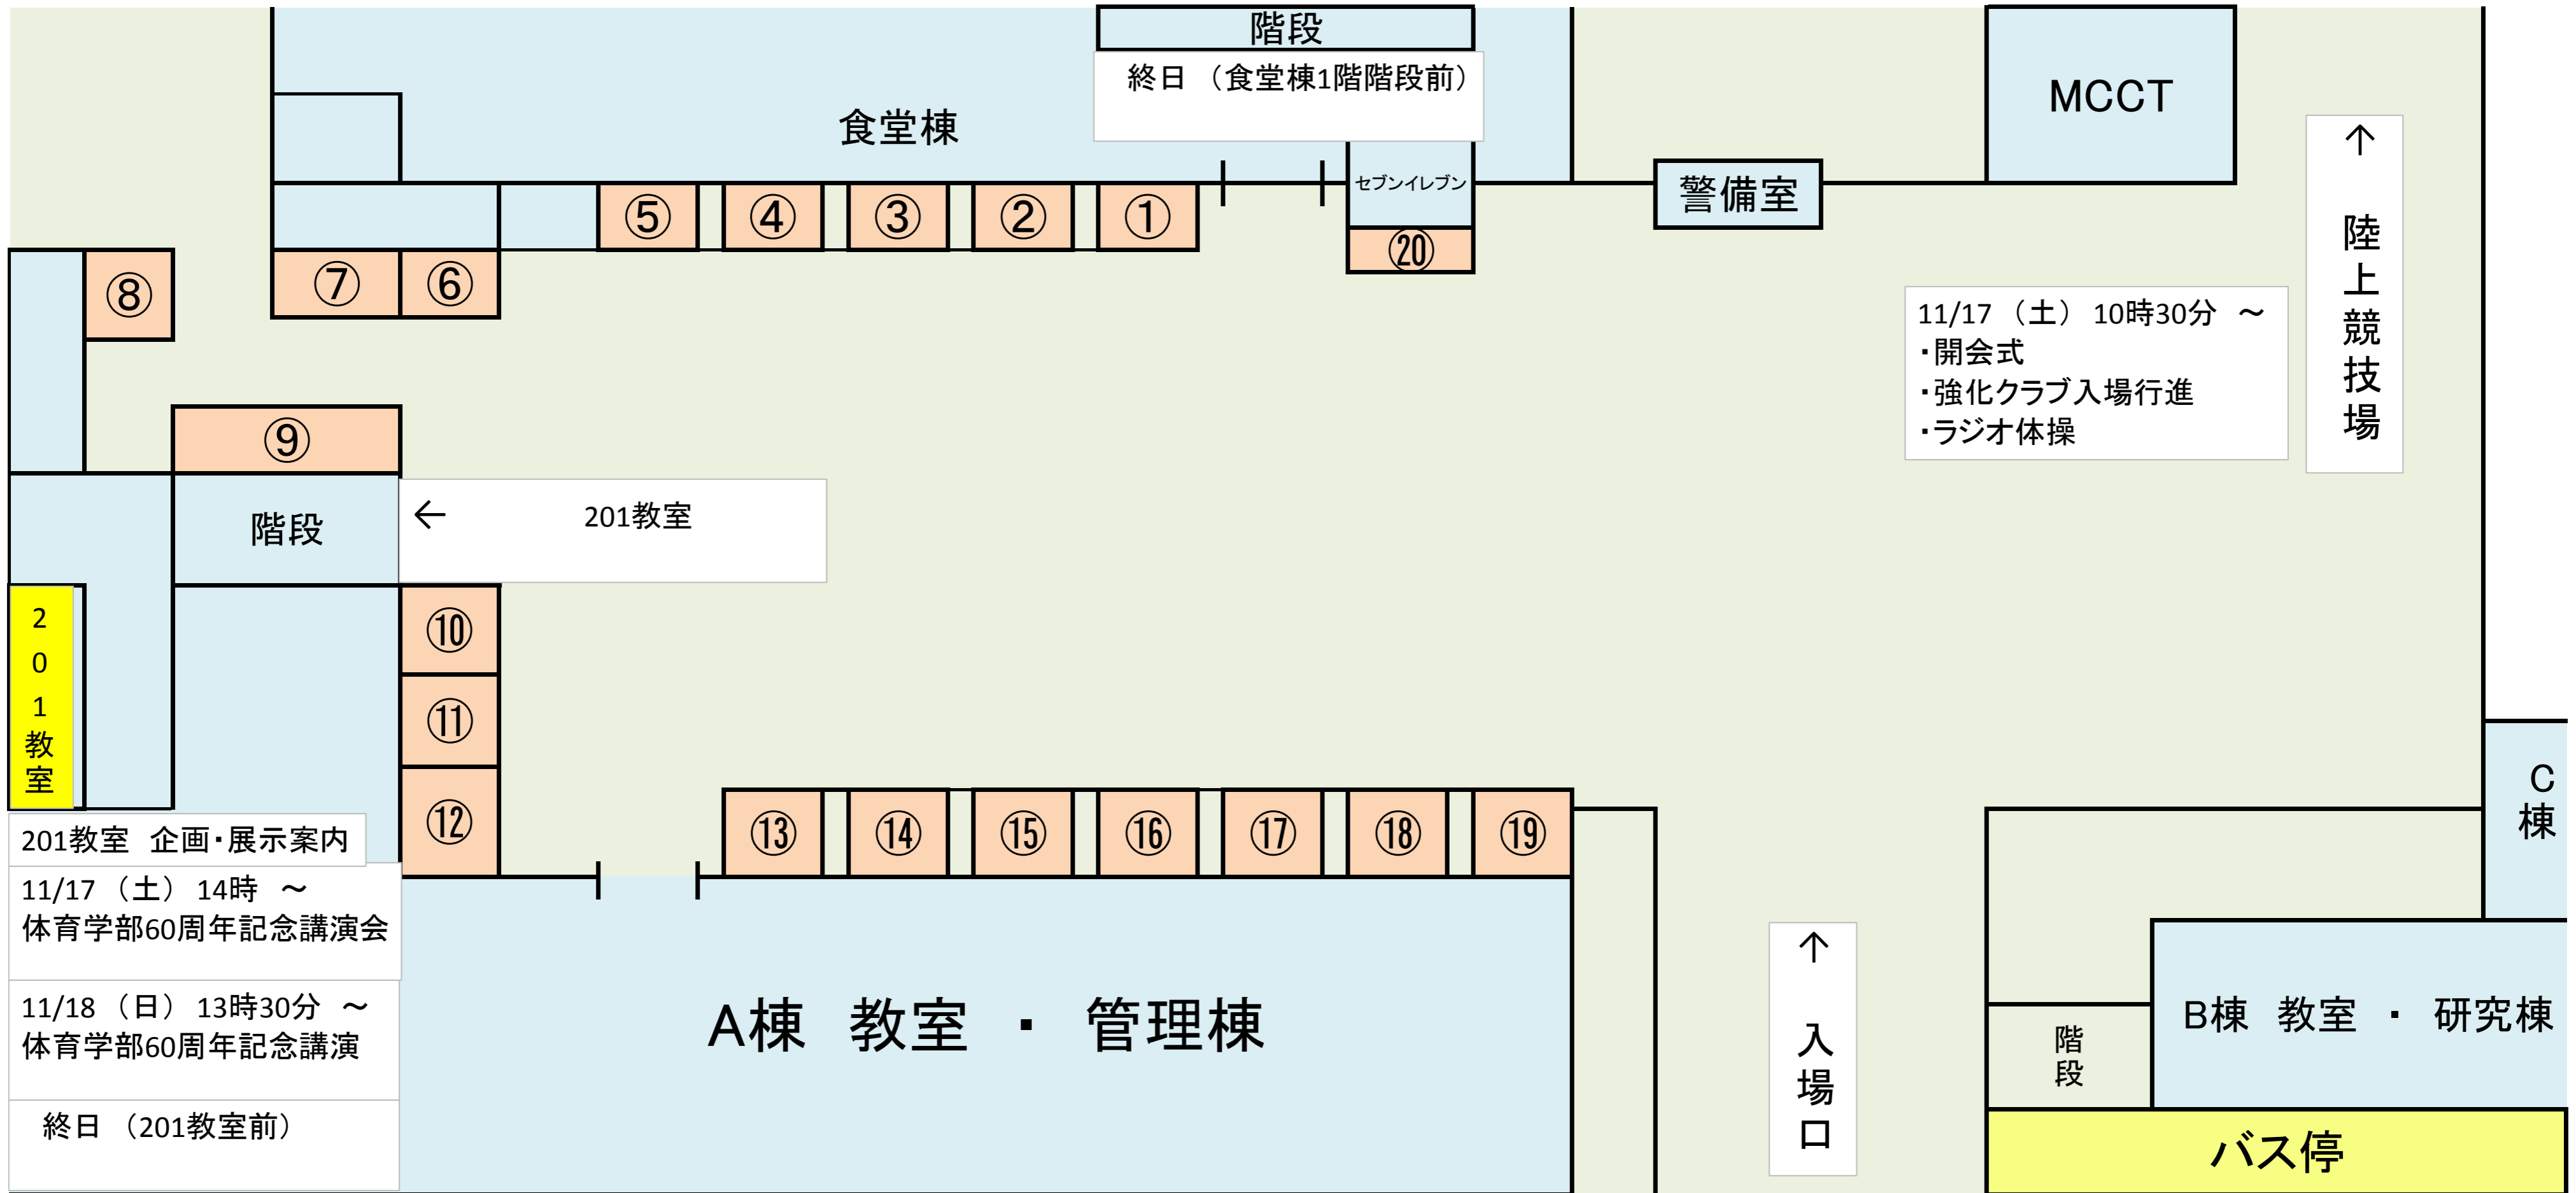 階段
終日 （食堂棟1階階段前）
食堂棟
MCCT
セブンイレブン
警備室
⑤
④
③
②
①
⑳
⑦
⑥
⑧
↑ 陸上競技場
11/17 （土） 10時30分 ～
・開会式
・強化クラブ入場行進
・ラジオ体操
⑨
階段
← 201教室
201教室
⑩
⑪
⑫
⑬
⑭
⑮
⑯
⑰
⑱
⑲
C棟
201教室 企画・展示案内
11/17 （土） 14時 ～
体育学部60周年記念講演会
11/18 （日） 13時30分 ～
体育学部60周年記念講演
終日 （201教室前）
A棟 教室 ・ 管理棟
↑ 入場口
階段
B棟 教室 ・ 研究棟
バス停